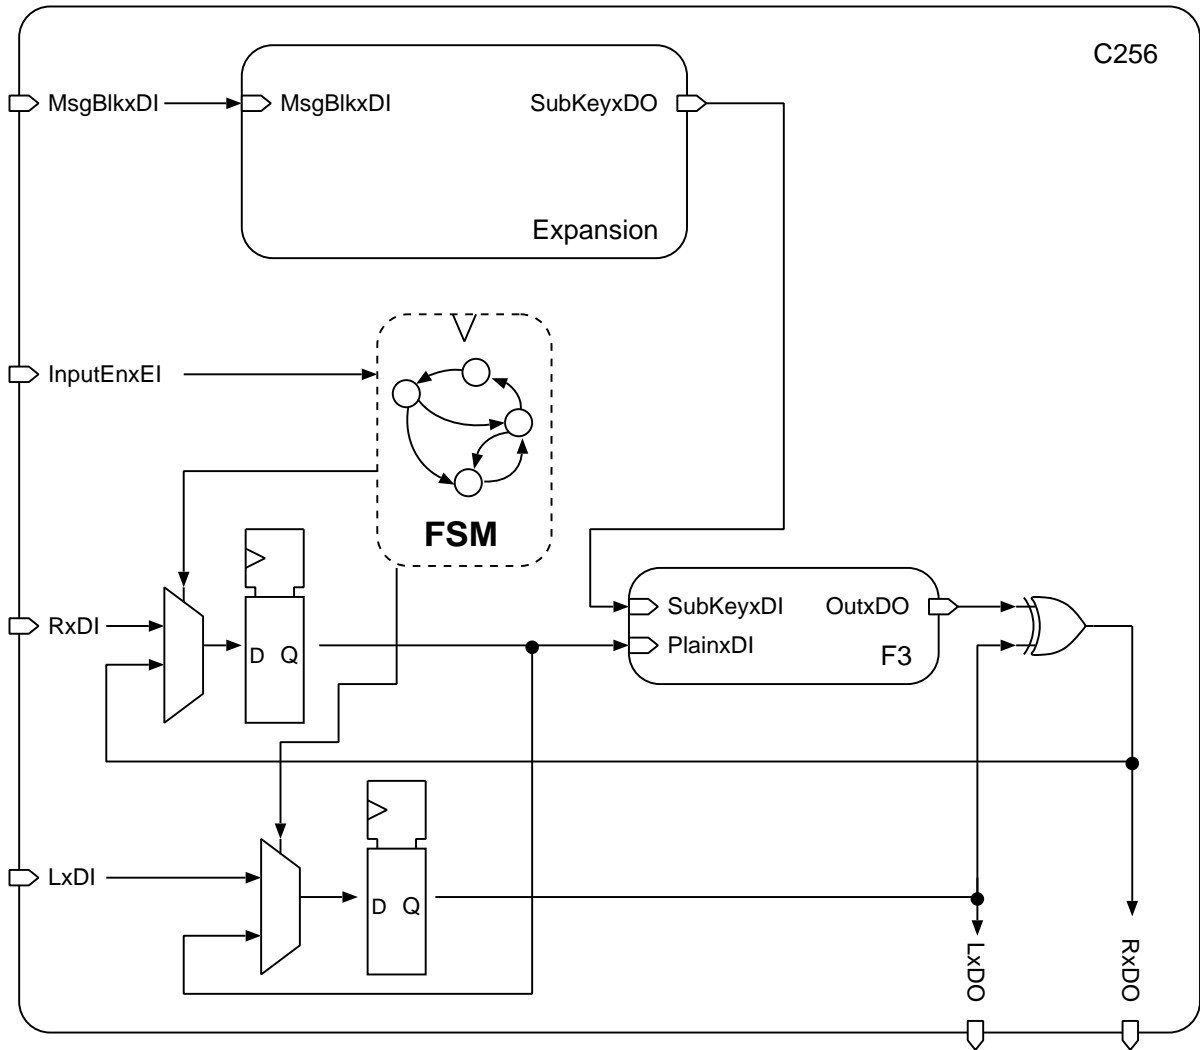 C256
MsgBlkxDI
MsgBlkxDI
SubKeyxDO
Expansion
InputEnxEI
FSM
RxDI
D Q
SubKeyxDI
OutxDO
PlainxDI
F3
LxDI
D Q
LxDO
RxDO